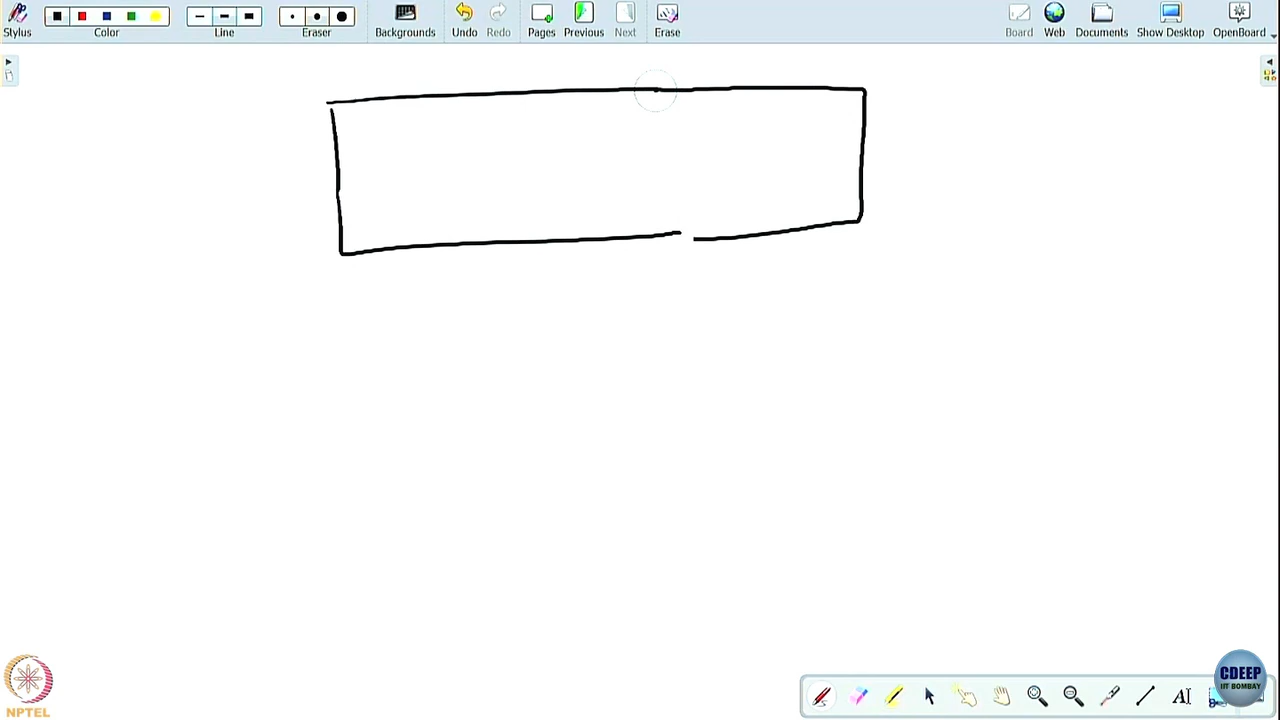 Stylus
Color
Line
Eraser
Backgrounds
Undo
Redo
Pages
Previous
Next
Erase
Board
Web
Documents
Show Desktop
OpenBoard
NPTEL
CDEEP
IIT BOMBAY